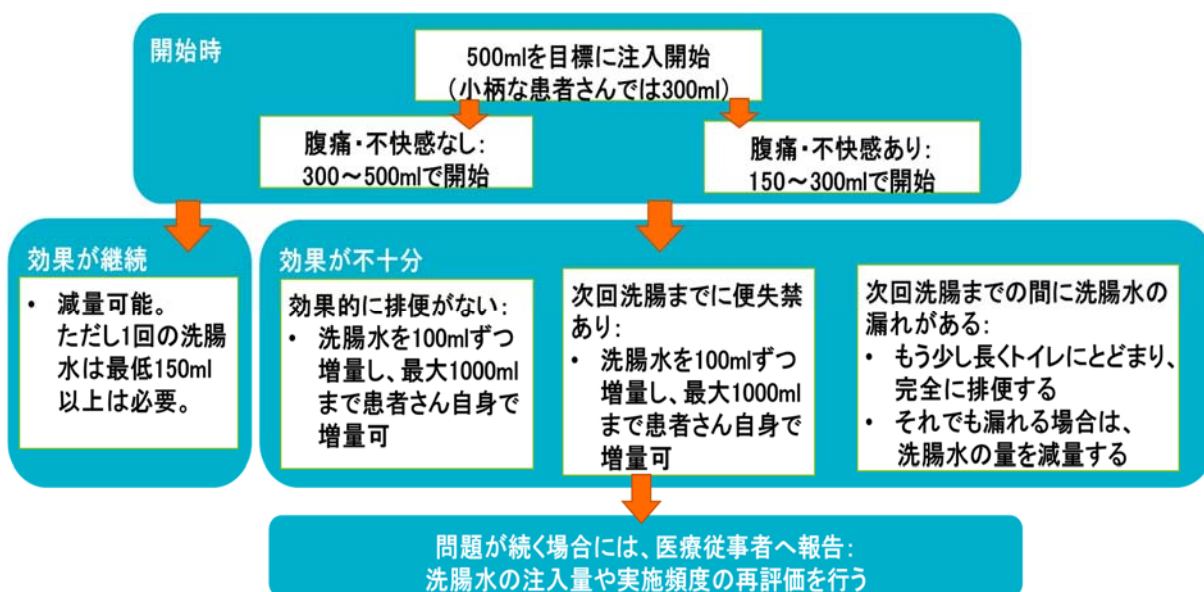 開始時
500mlを目標に注入開始
(小柄な患者さんでは300ml)
腹痛・不快感なし:
300～500mlで開始
腹痛・不快感あり:
150～300mlで開始
効果が継続
• 減量可能。
ただし1回の洗腸
水は最低150ml
以上は必要。
効果が不十分
効果的に排便がない:
• 洗腸水を100mlずつ
増量し、最大1000ml
まで患者さん自身で
増量可
次回洗腸までに便失禁
あり:
• 洗腸水を100mlずつ
増量し、最大1000ml
まで患者さん自身で
増量可
次回洗腸までの間に洗腸水の
漏れがある:
• もう少し長くトイレにとどまり、
完全に排便する
• それでも漏れる場合は、
洗腸水の量を減量する
問題が続く場合には、医療従事者へ報告:
洗腸水の注入量や実施頻度の再評価を行う